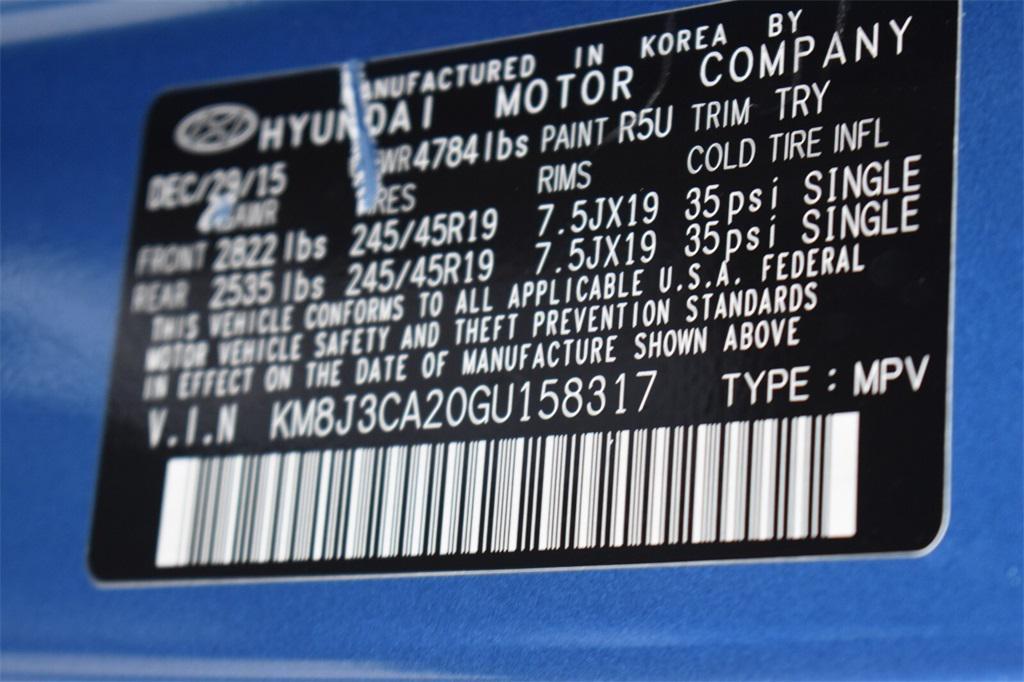 MANUFACTURED IN KOREA BY
HYUNDAI MOTOR COMPANY
DEC/29/15 GVWR 4784lbs PAINT R5U TRIM TRY
GAWR TIRES RIMS COLD TIRE INFL
FRONT 2822 lbs 245/45R19 7.5JX19 35psi SINGLE
REAR 2535 lbs 245/45R19 7.5JX19 35psi SINGLE
THIS VEHICLE CONFORMS TO ALL APPLICABLE U.S.A. FEDERAL
MOTOR VEHICLE SAFETY AND THEFT PREVENTION STANDARDS
IN EFFECT ON THE DATE OF MANUFACTURE SHOWN ABOVE
V.I.N KM8J3CA20GU158317 TYPE : MPV